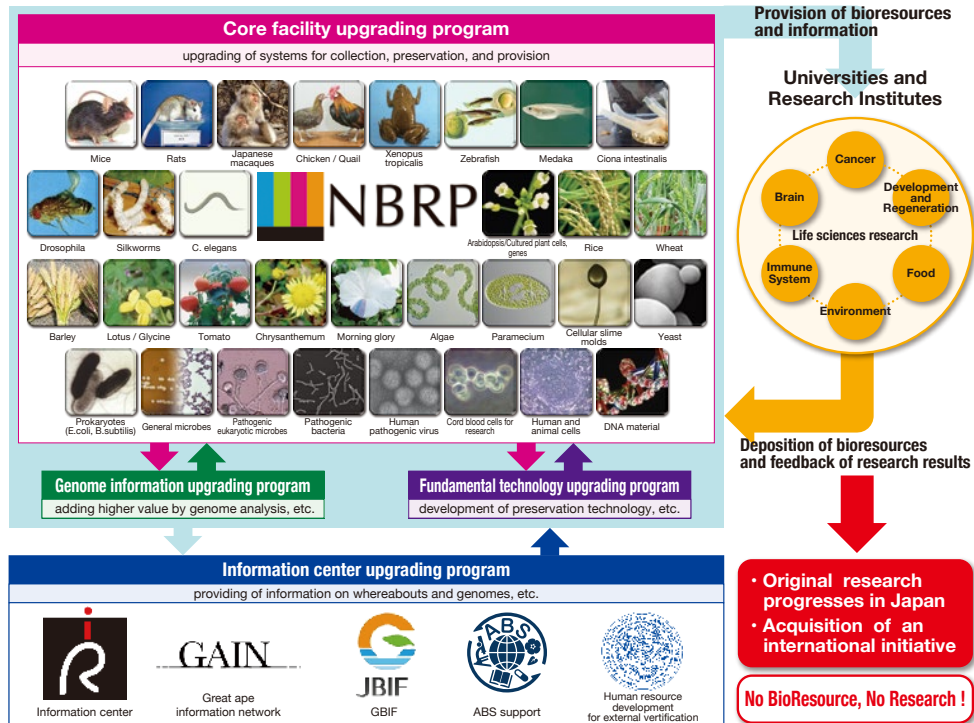 Core facility upgrading program
upgrading of systems for collection, preservation, and provision
Mice
Rats
Japanese
macaques
Chicken / Quail
Xenopus
tropicalis
Zebrafish
Medaka
Ciona intestinalis
Drosophila
Silkworms
C. elegans
NBRP
Arabidopsis/Cultured plant cells,
genes
Rice
Wheat
Barley
Lotus / Glycine
Tomato
Chrysanthemum
Morning glory
Algae
Paramecium
Cellular slime
molds
Yeast
Prokaryotes
(E.coli, B.subtilis)
General microbes
Pathogenic
eukaryotic microbes
Pathogenic
bacteria
Human
pathogenic virus
Cord blood cells for
research
Human and
animal cells
DNA material
Genome information upgrading program
adding higher value by genome analysis, etc.
Fundamental technology upgrading program
development of preservation technology, etc.
Information center upgrading program
providing of information on whereabouts and genomes, etc.
Information center
GAIN
Great ape
information network
JBIF
GBIF
ABS
ABS support
Human resource
development
for external vertification
Provision of bioresources
and information
Universities and
Research Institutes
Cancer
Brain
Development and
Regeneration
Life sciences research
Immune
System
Food
Environment
Deposition of bioresources
and feedback of research results
・Original research
progresses in Japan
・Acquisition of an
international initiative
No BioResource, No Research !